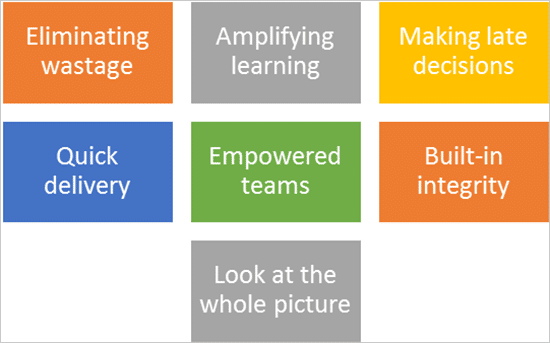 Eliminating
wastage
Amplifying
learning
Making late
decisions
Quick
delivery
Empowered
teams
Built-in
integrity
Look at the
whole picture